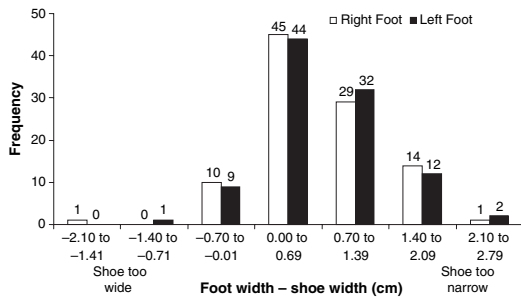 50
Right Foot Left Foot
45 44
40
32
30
29
20
14
12
10
10 9
1 0 0 1
1 2
0
Frequency
−2.10 to −1.40 to −0.70 to 0.00 to 0.70 to 1.40 to 2.10 to
−1.41 −0.71 −0.01 0.69 1.39 2.09 2.79
Shoe too Shoe too
wide Foot width – shoe width (cm) narrow